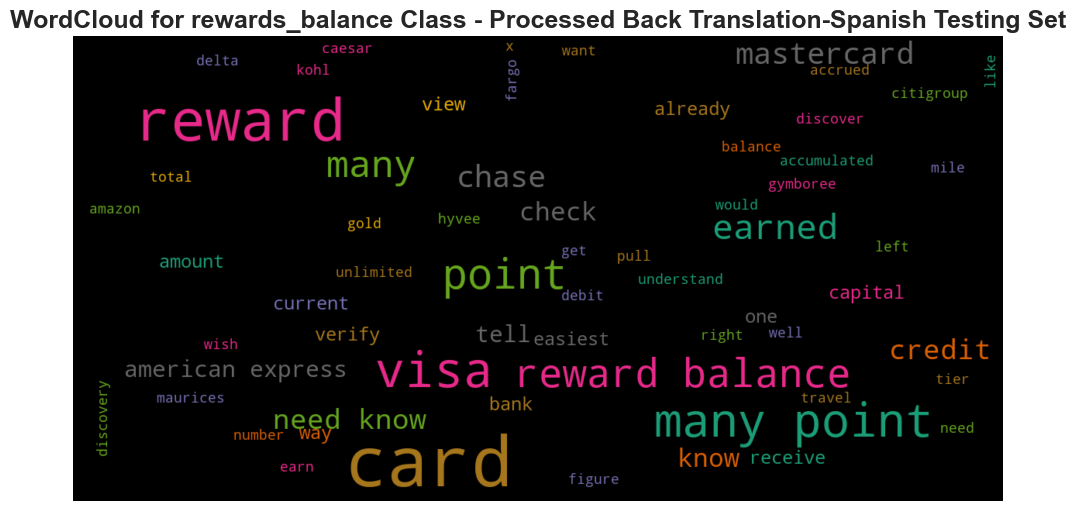 WordCloud for rewards_balance Class - Processed Back Translation-Spanish Testing Set
caesar
x
want
mastercard
delta
kohl
fargo
accrued
like
citigroup
reward
view
already
discover
many
balance
accumulated
mile
total
chase
gymboree
amazon
gold
hyvee
check
would
earned
left
amount
unlimited
point
get
pull
understand
current
debit
capital
one
verify
tell
easiest
right
well
wish
credit
american express
visa
reward balance
tier
discovery
maurices
bank
travel
need know
many point
need
number
way
card
know
receive
earn
figure